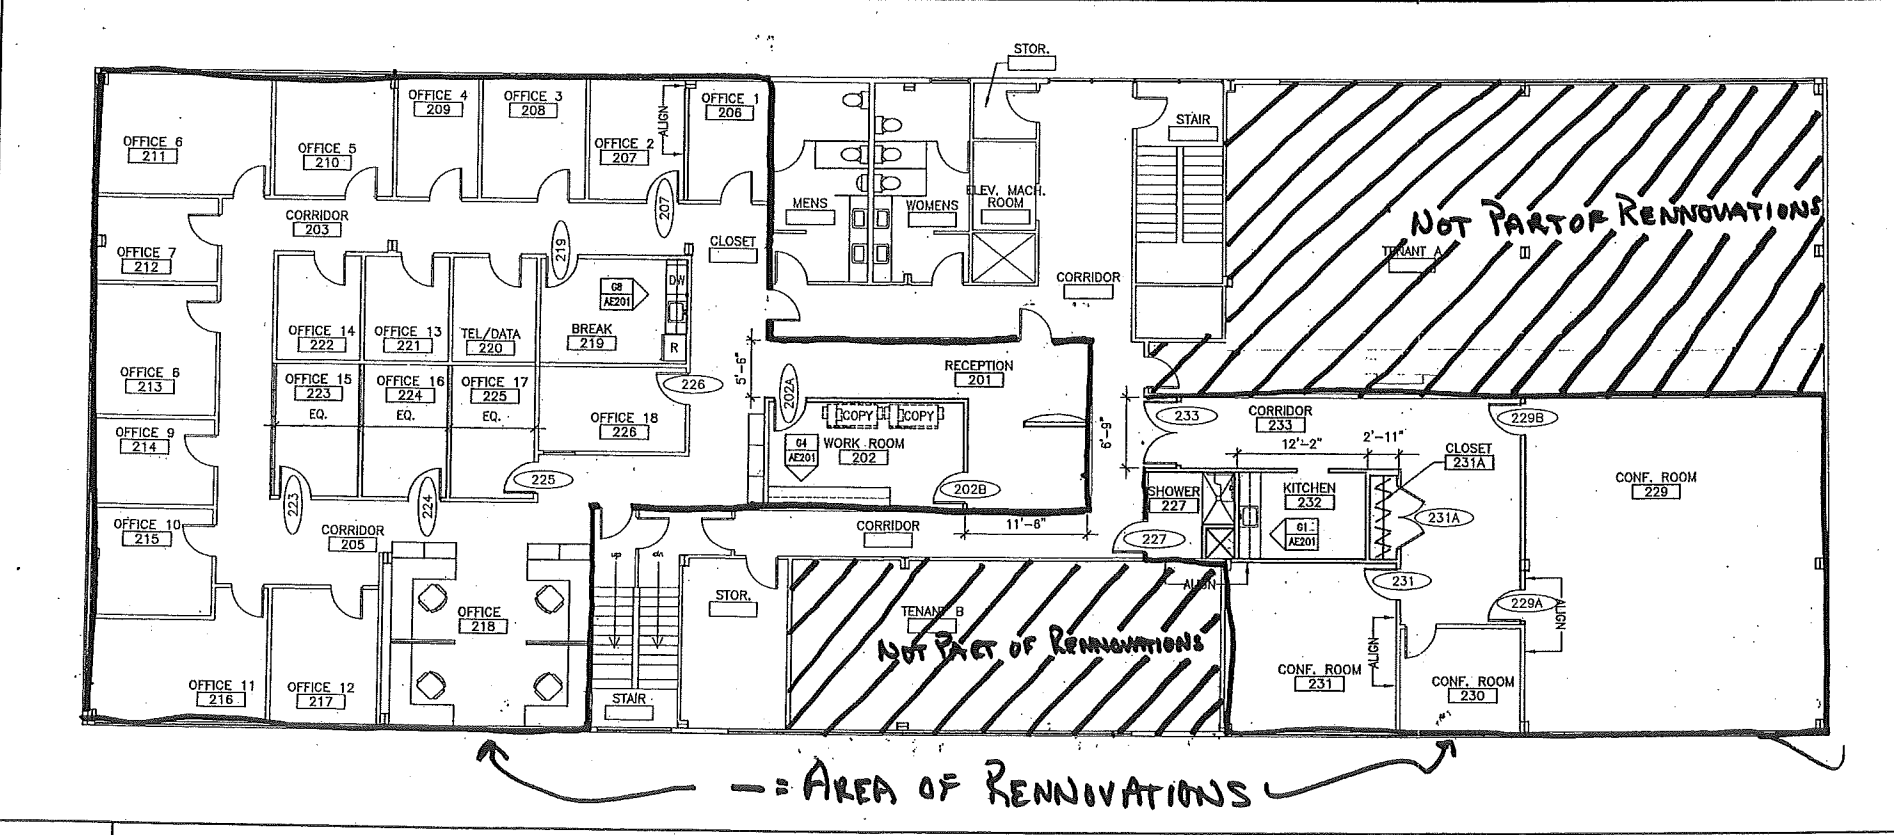 STOR.
OFFICE 6
211
OFFICE 5
210
OFFICE 4
209
OFFICE 3
208
OFFICE 2
207
ALIGN
OFFICE 1
206
STAIR
MENS
WOMENS
ELEV. MACH.
ROOM
NOT PART OF RENNOVATIONS
TENANT A
CORRIDOR
203
207
219
CLOSET
OFFICE 7
212
CORRIDOR
G8
AE201
DW
OFFICE 14
222
OFFICE 13
221
TEL/DATA
220
BREAK
219
R
5'-6"
RECEPTION
201
OFFICE 8
213
OFFICE 15
223
EQ.
OFFICE 16
224
EQ.
OFFICE 17
225
EQ.
226
OFFICE 18
226
202A
COPY
COPY
G4
AE201
WORK ROOM
202
202B
11'-6"
6'-9"
233
CORRIDOR
233
12'-2"
2'-11"
229B
CLOSET
231A
CONF. ROOM
229
OFFICE 9
214
223
224
225
SHOWER
227
KITCHEN
232
G1
AE201
231A
OFFICE 10
215
CORRIDOR
205
up
dn
CORRIDOR
227
ALIGN
231
229A
ALIGN
STOR.
OFFICE
218
TENANT B
NOT PART OF RENNOVATIONS
ALIGN
CONF. ROOM
231
CONF. ROOM
230
OFFICE 11
216
OFFICE 12
217
STAIR
— = AREA OF RENNOVATIONS